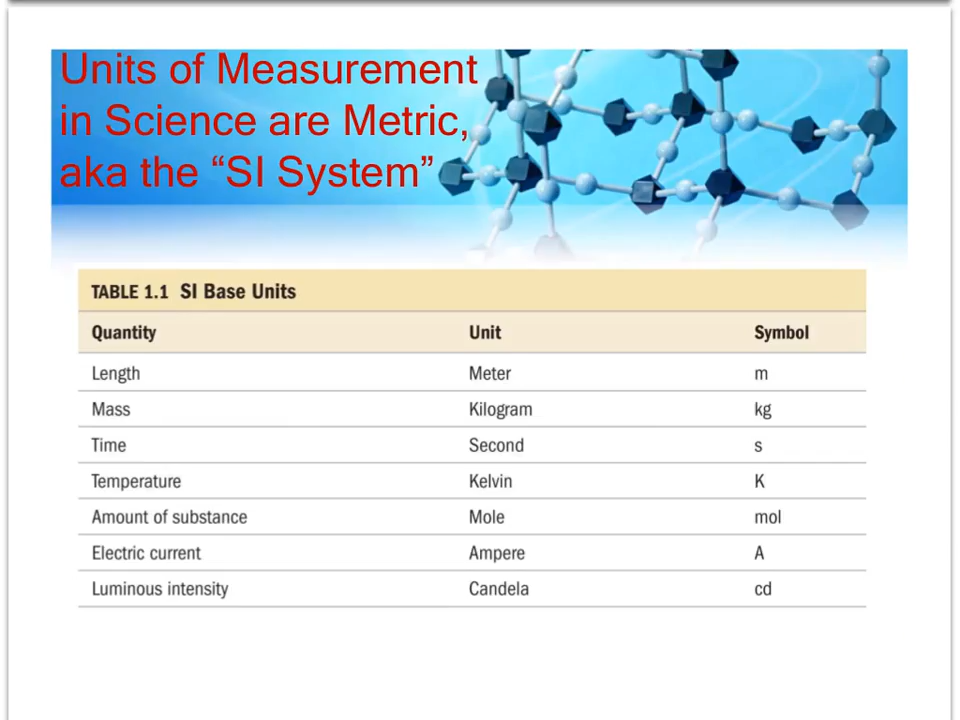 Units of Measurement
in Science are Metric,
aka the “SI System”
TABLE 1.1 SI Base Units
Quantity Unit Symbol
Length Meter m
Mass Kilogram kg
Time Second s
Temperature Kelvin K
Amount of substance Mole mol
Electric current Ampere A
Luminous intensity Candela cd